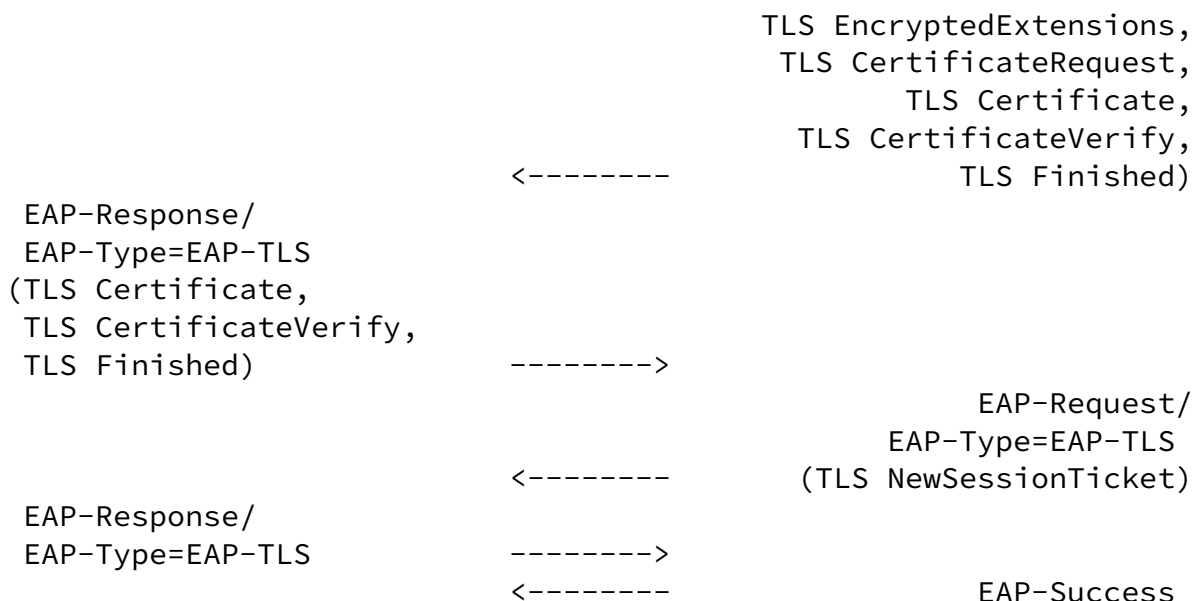 TLS EncryptedExtensions,
TLS CertificateRequest,
TLS Certificate,
TLS CertificateVerify,
<-------- TLS Finished)
EAP-Response/
EAP-Type=EAP-TLS
(TLS Certificate,
TLS CertificateVerify,
TLS Finished) -------->
EAP-Request/
EAP-Type=EAP-TLS
<-------- (TLS NewSessionTicket)
EAP-Response/
EAP-Type=EAP-TLS -------->
<-------- EAP-Success